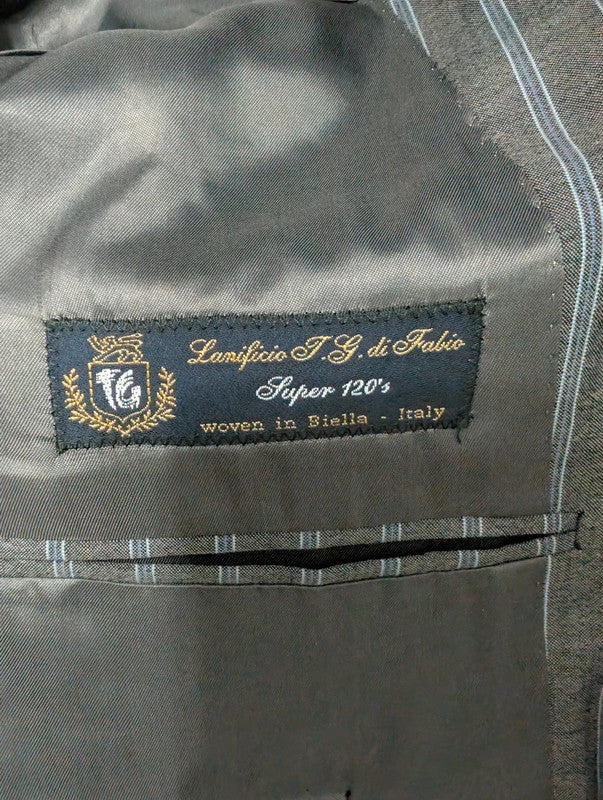 TG
Lanificio T. G. di Fabio
Super 120's
woven in Biella - Italy